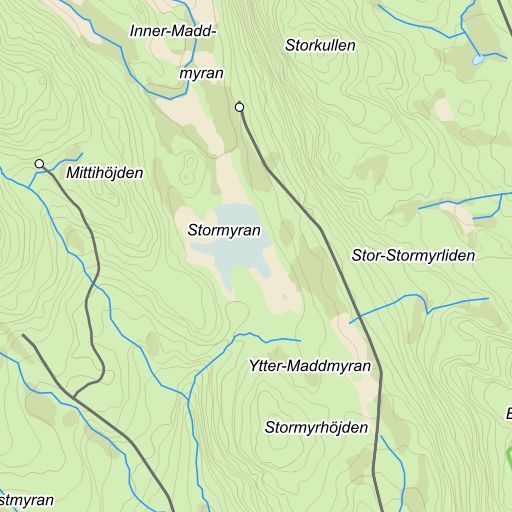 Inner-Madd-
myran
Storkullen
Mittihöjden
Stormyran
Stor-Stormyrliden
Ytter-Maddmyran
Stormyrhöjden
stmyran